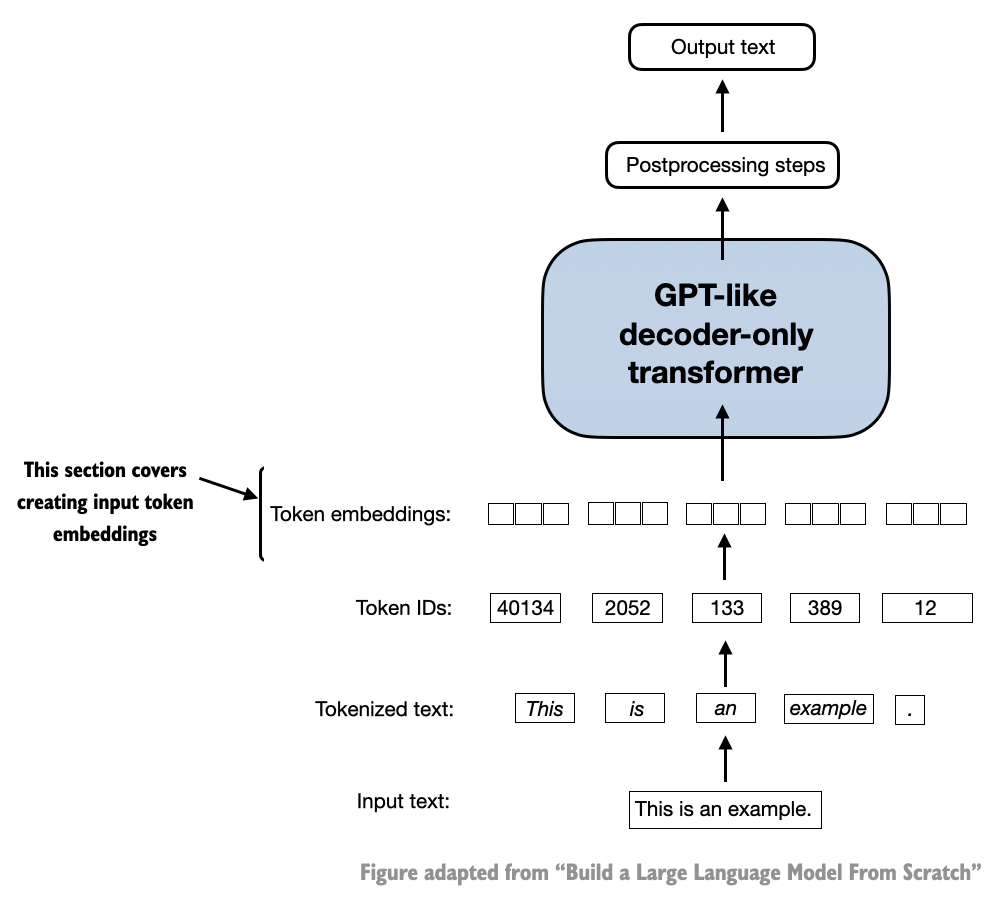 Output text
Postprocessing steps
GPT-like
decoder-only
transformer
This section covers
creating input token
embeddings
Token embeddings:
Token IDs: 40134 2052 133 389 12
Tokenized text: This is an example .
Input text: This is an example.
Figure adapted from “Build a Large Language Model From Scratch”